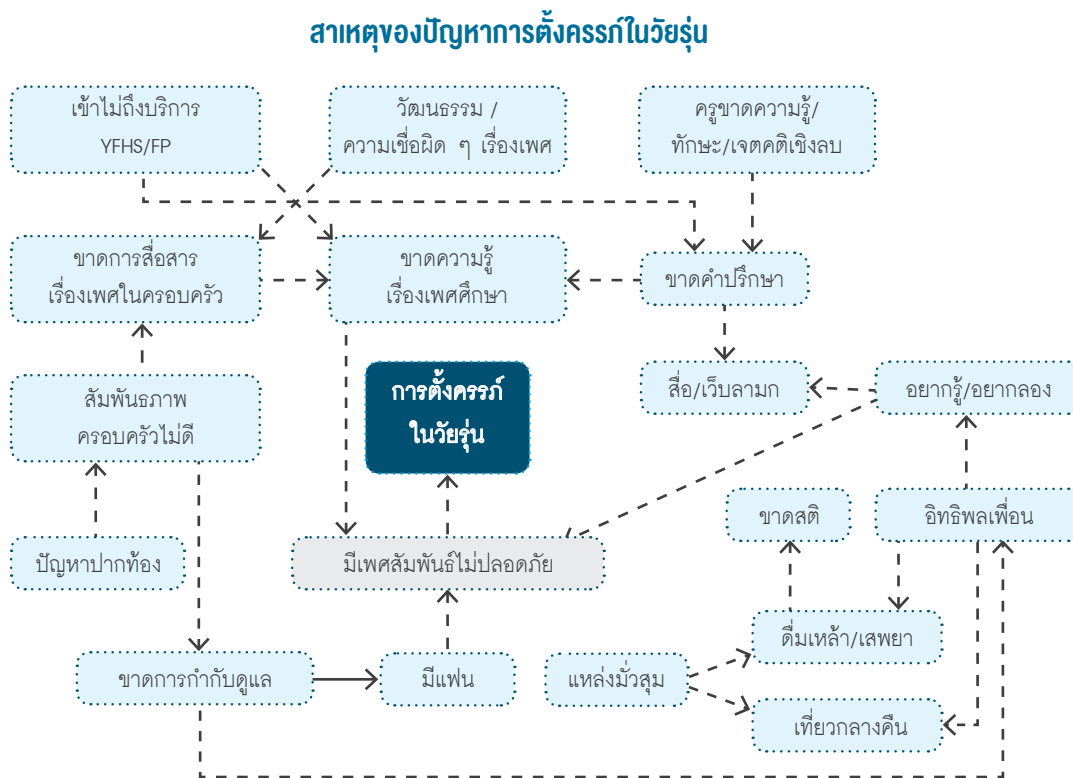 สาเหตุของปัญหาการตั้งครรภ์ในวัยรุ่น
เข้าไม่ถึงบริการ
YFHS/FP
วัฒนธรรม /
ความเชื่อผิด ๆ เรื่องเพศ
ครูขาดความรู้/
ทักษะ/เจตคติเชิงลบ
ขาดการสื่อสาร
เรื่องเพศในครอบครัว
ขาดความรู้
เรื่องเพศศึกษา
ขาดคำปรึกษา
สัมพันธภาพ
ครอบครัวไม่ดี
การตั้งครรภ์
ในวัยรุ่น
สื่อ/เว็บลามก
อยากรู้/อยากลอง
ขาดสติ
อิทธิพลเพื่อน
ปัญหาปากท้อง
มีเพศสัมพันธ์ไม่ปลอดภัย
ดื่มเหล้า/เสพยา
ขาดการกำกับดูแล
มีแฟน
แหล่งมั่วสุม
เที่ยวกลางคืน